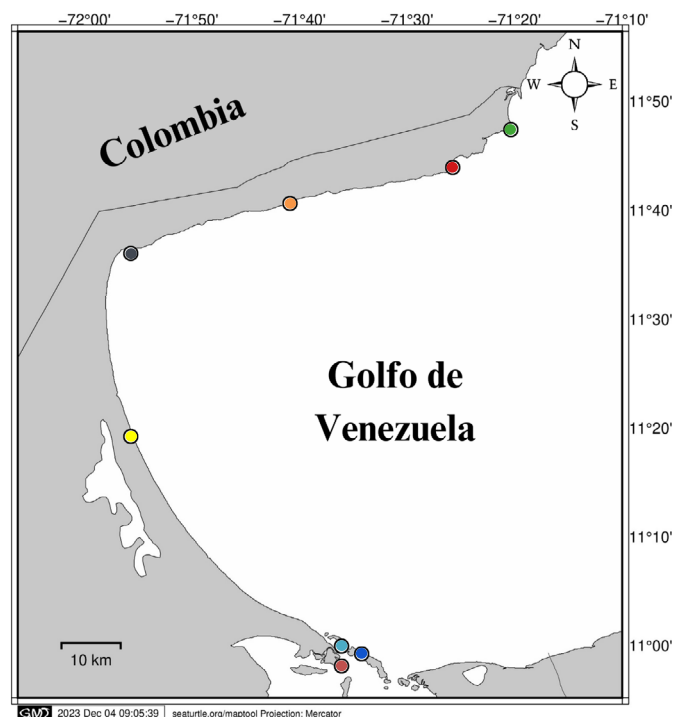 −72°00' −71°50' −71°40' −71°30' −71°20' −71°10'
N
W E
S
11°50'
Colombia
11°40'
11°30'
Golfo de
Venezuela
11°20'
11°10'
11°00'
10 km
GMD 2023 Dec 04 09:05:39 seaturtle.org/maptool Projection: Mercator